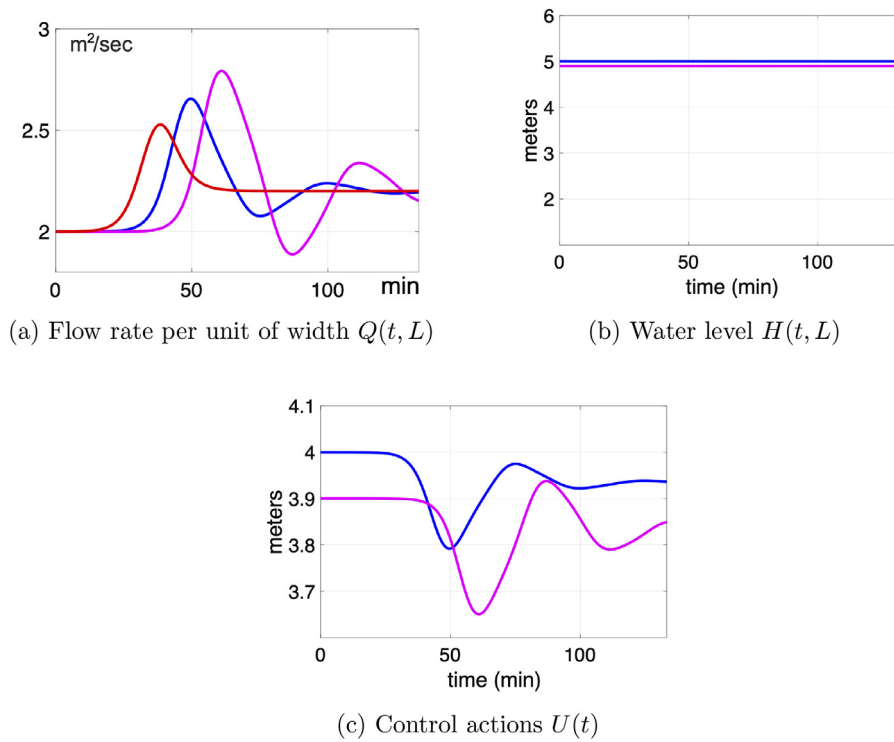 m²/sec
3
2.5
2
0
50
100
min
(a) Flow rate per unit of width Q(t, L)
6
5
4
3
2
meters
0
50
100
time (min)
(b) Water level H(t, L)
4.1
4
3.9
3.8
3.7
meters
0
50
100
time (min)
(c) Control actions U(t)